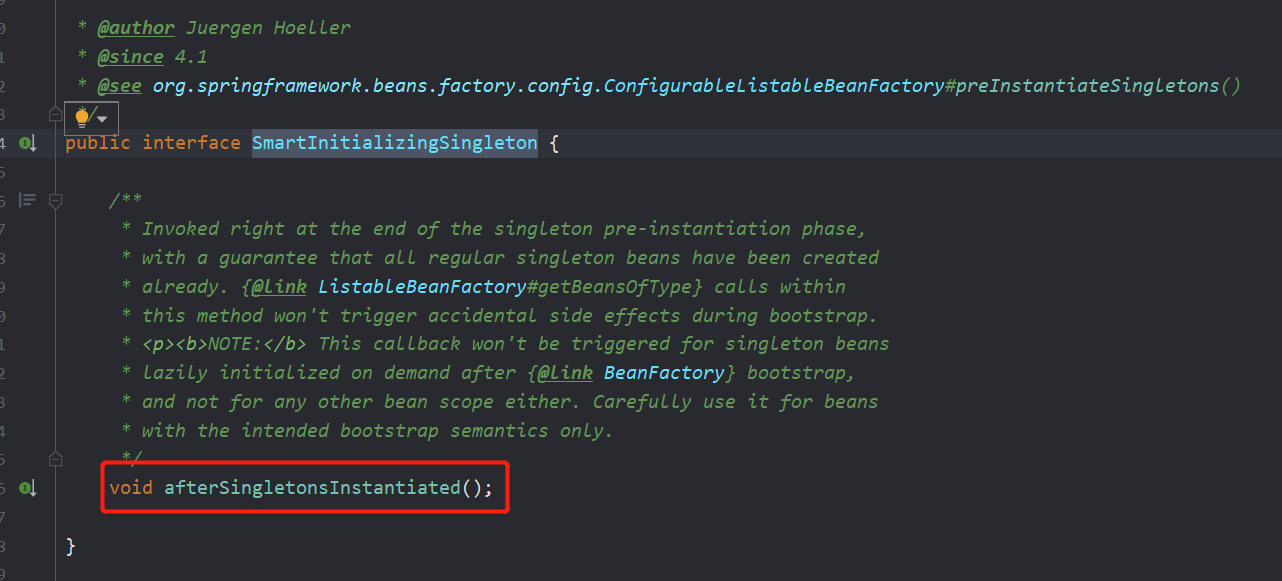 * @author Juergen Hoeller
* @since 4.1
* @see org.springframework.beans.factory.config.ConfigurableListableBeanFactory#preInstantiateSingletons()
public interface SmartInitializingSingleton {
/**
* Invoked right at the end of the singleton pre-instantiation phase,
* with a guarantee that all regular singleton beans have been created
* already. {@link ListableBeanFactory#getBeansOfType} calls within
* this method won't trigger accidental side effects during bootstrap.
* <p><b>NOTE:</b> This callback won't be triggered for singleton beans
* lazily initialized on demand after {@link BeanFactory} bootstrap,
* and not for any other bean scope either. Carefully use it for beans
* with the intended bootstrap semantics only.
*/
void afterSingletonsInstantiated();
}